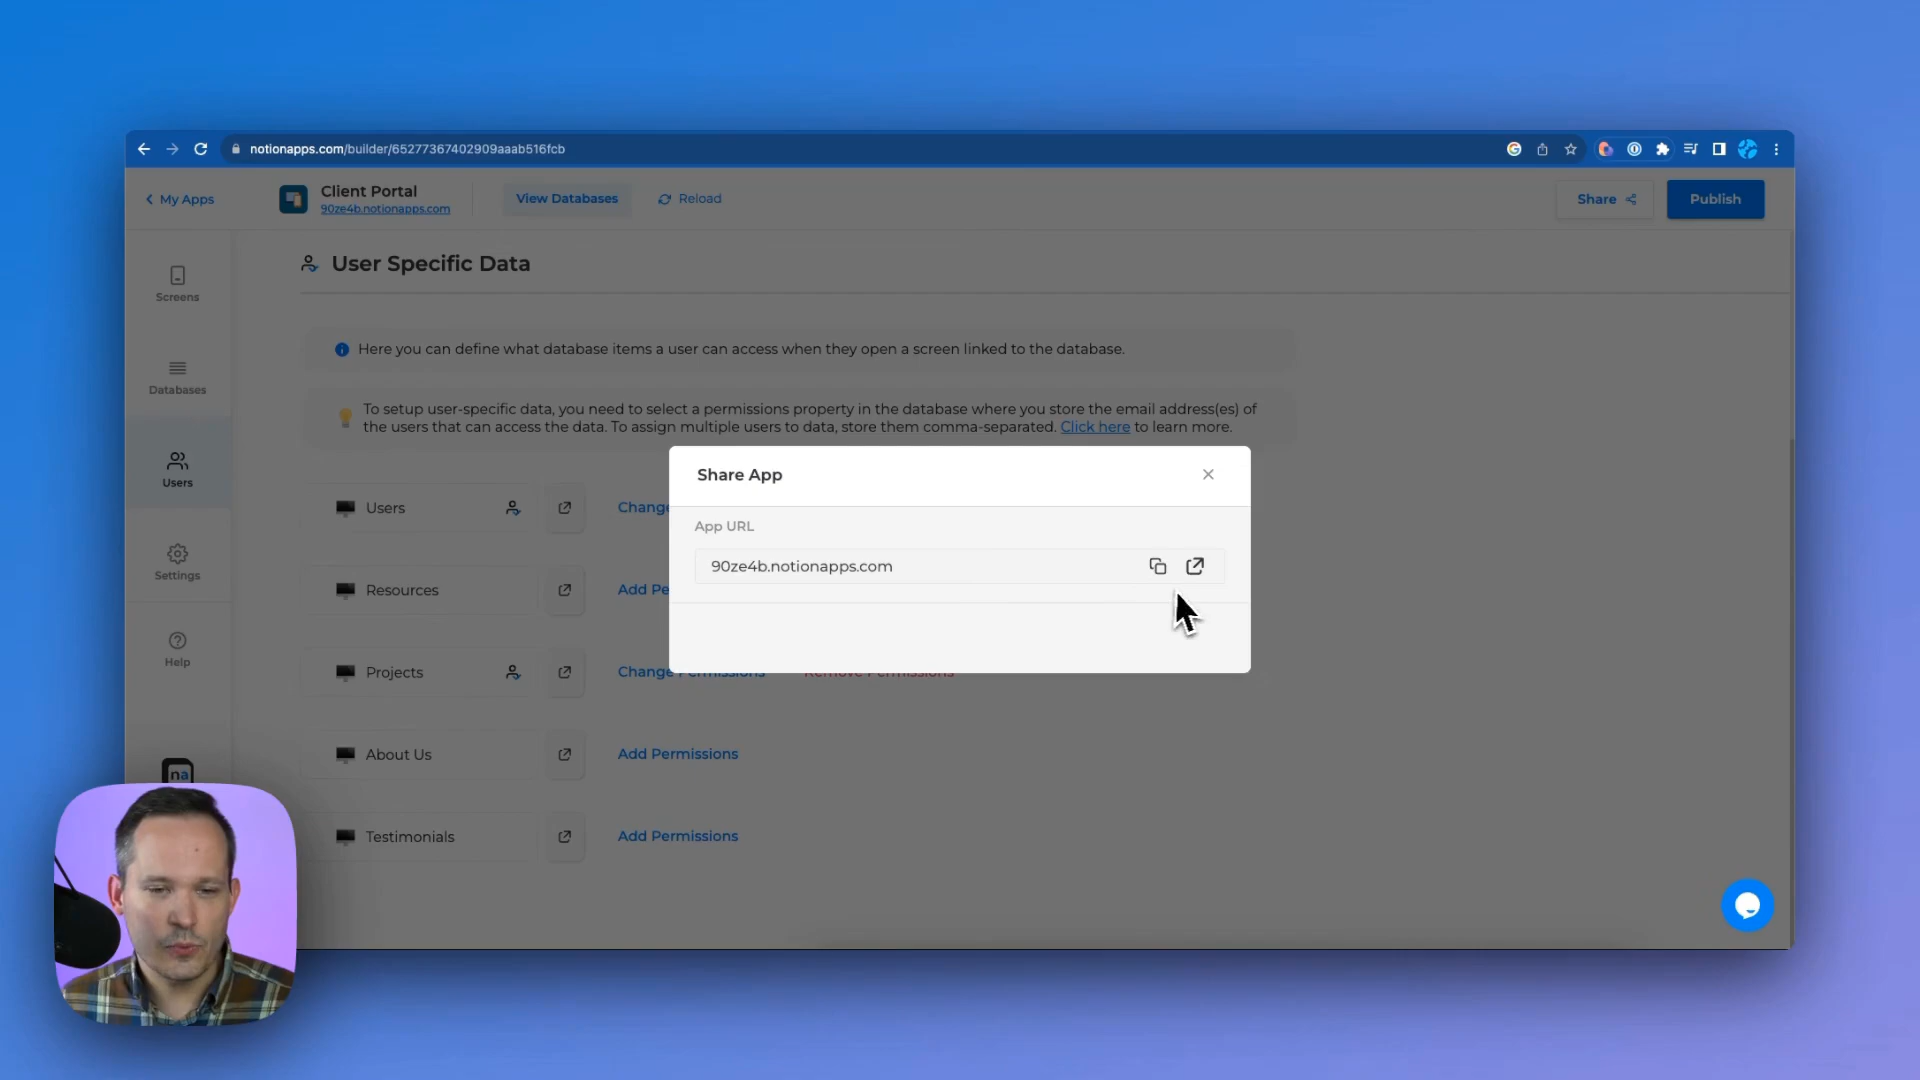 notionapps.com/builder/65277367402909aaab516fcb
My Apps
Client Portal
90ze4b.notionapps.com
View Databases
Reload
Share
Publish
Screens
Databases
Users
Settings
Help
na
User Specific Data
Here you can define what database items a user can access when they open a screen linked to the database.
To setup user-specific data, you need to select a permissions property in the database where you store the email address(es) of
the users that can access the data. To assign multiple users to data, store them comma-separated. Click here to learn more.
Users
Change
Resources
Add Pe
Projects
Change Permissions
Remove Permissions
About Us
Add Permissions
Testimonials
Add Permissions
Share App
App URL
90ze4b.notionapps.com